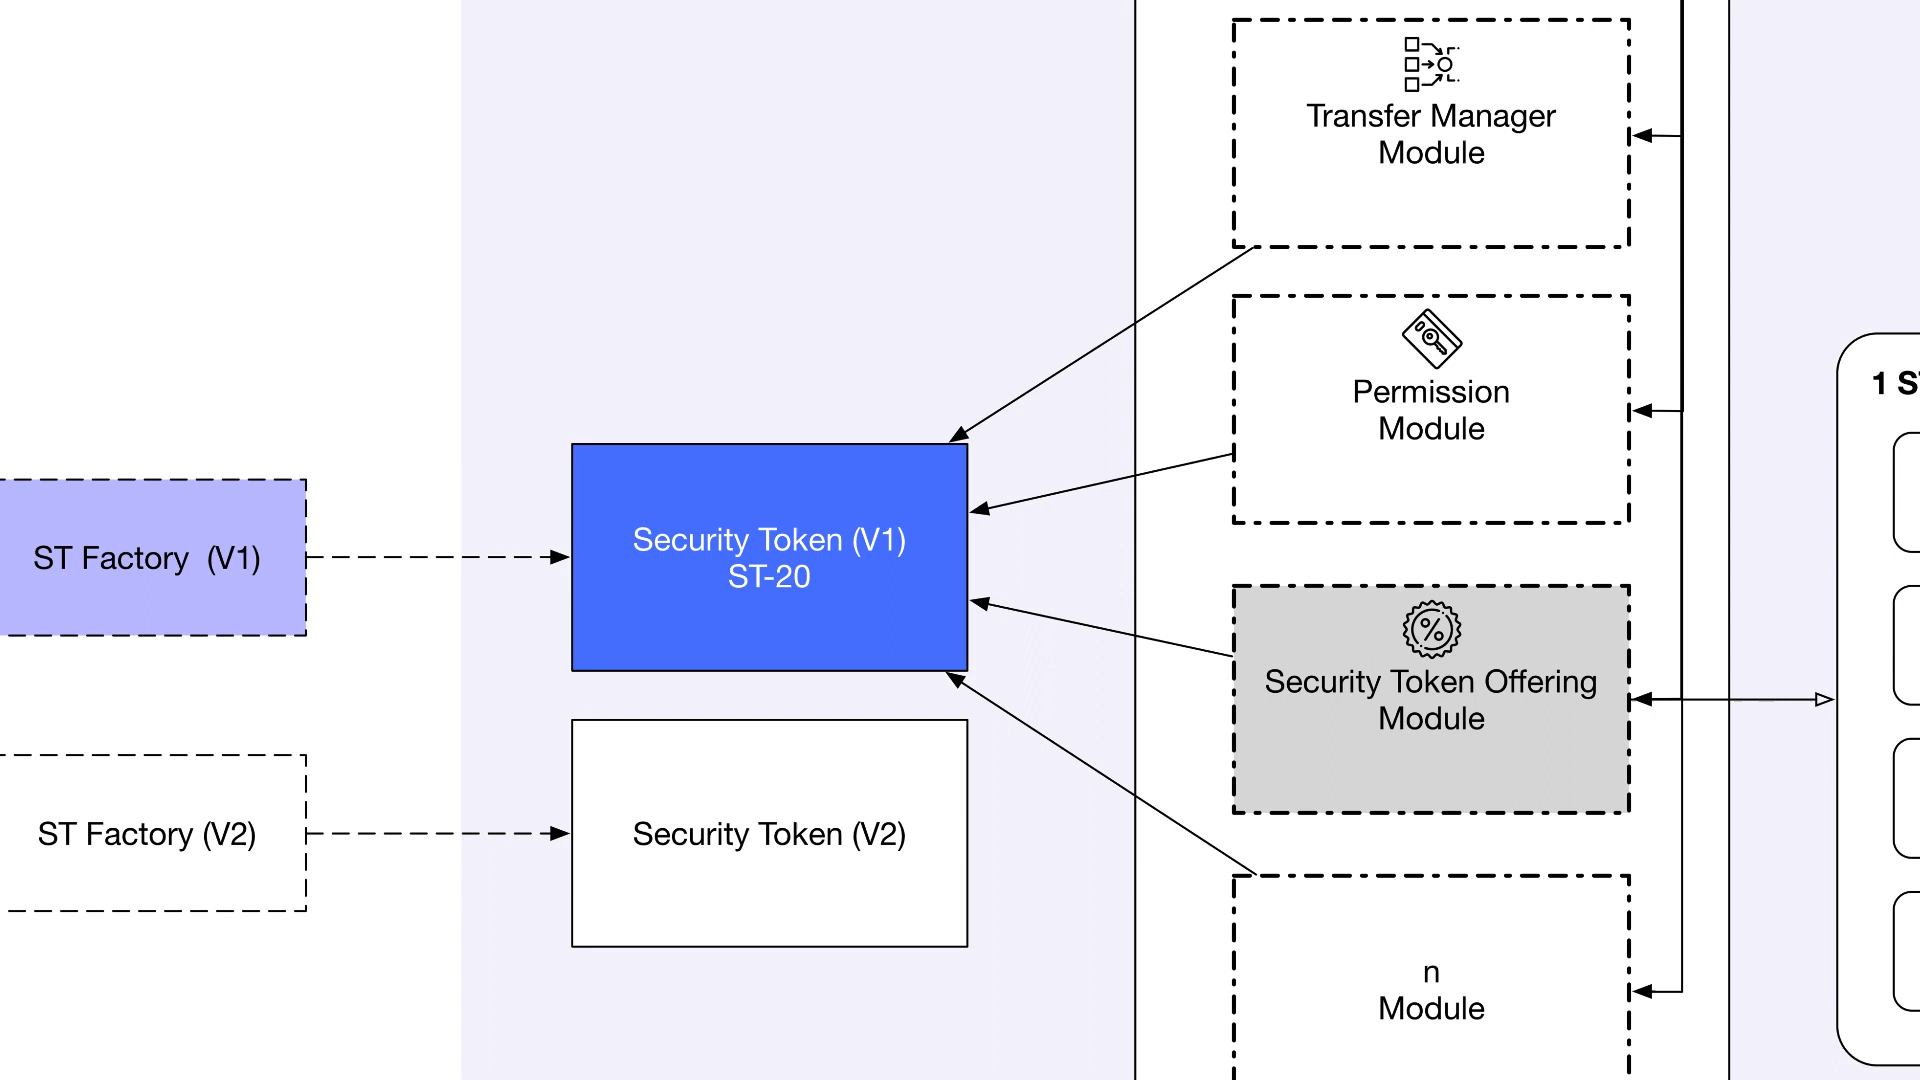 Transfer Manager
Module
Permission
Module
1 S
ST Factory (V1)
Security Token (V1)
ST-20
Security Token Offering
Module
ST Factory (V2)
Security Token (V2)
n
Module